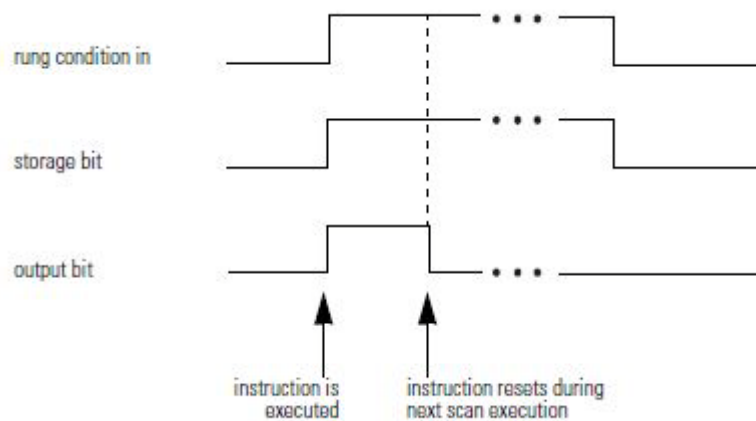 rung condition in
storage bit
output bit
instruction is
executed
instruction resets during
next scan execution